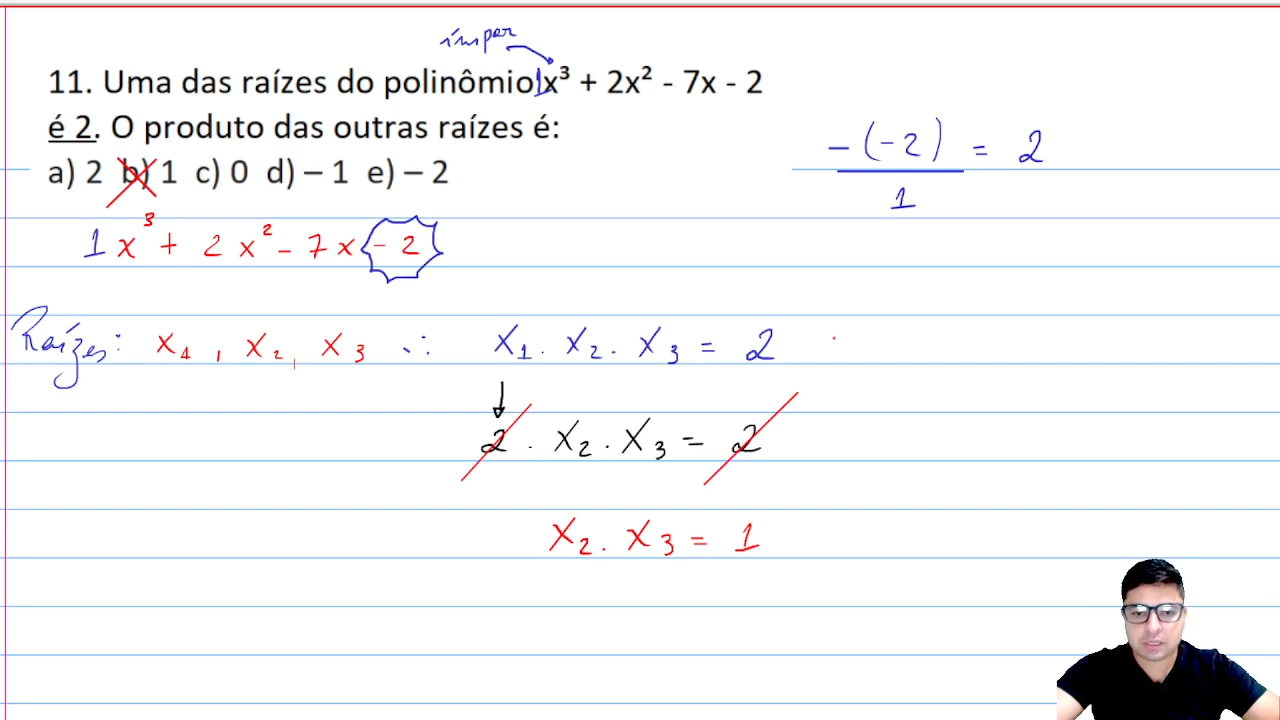 ímpar
11. Uma das raízes do polinômio 1x³ + 2x² - 7x - 2
é 2. O produto das outras raízes é:
a) 2 b) 1 c) 0 d) – 1 e) – 2
-(-2) = 2
1
1x³ + 2x² - 7x - 2
Raízes: x₁, x₂, x₃ ∴ x₁ . x₂ . x₃ = 2
2 . x₂ . x₃ = 2
x₂ . x₃ = 1